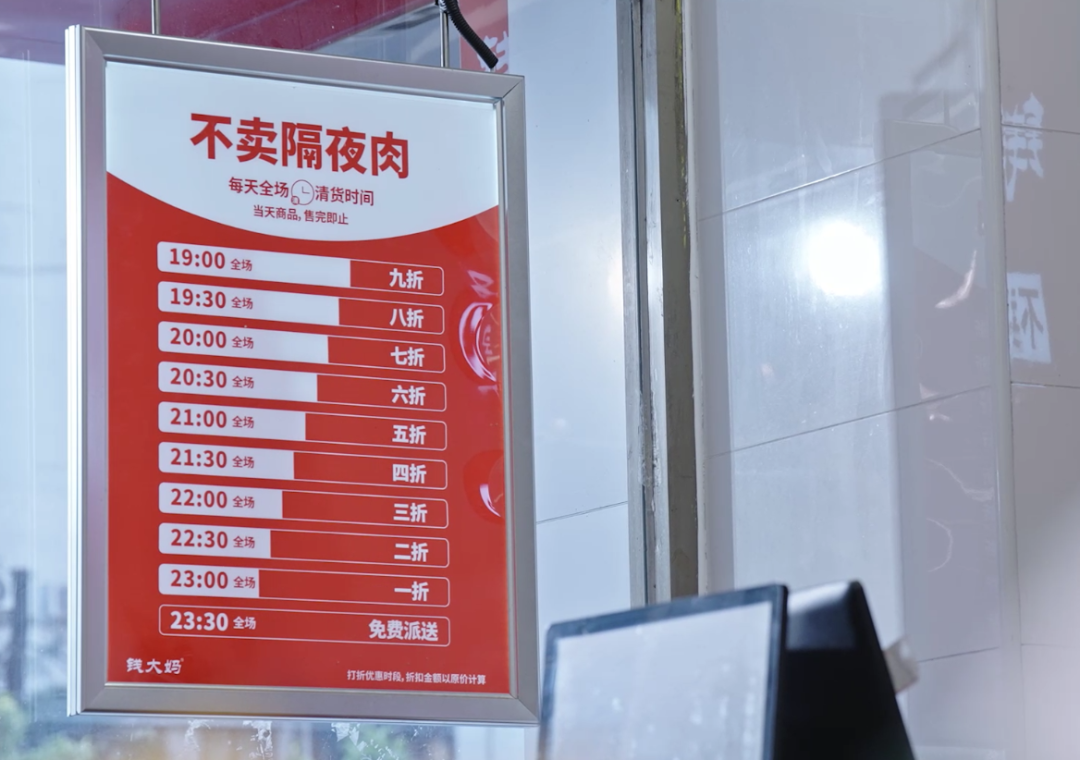 不卖隔夜肉
每天全场清货时间
当天商品,售完即止
19:00 全场 九折
19:30 全场 八折
20:00 全场 七折
20:30 全场 六折
21:00 全场 五折
21:30 全场 四折
22:00 全场 三折
22:30 全场 二折
23:00 全场 一折
23:30 全场 免费派送
钱大妈
打折优惠时段,折扣金额以原价计算
钱
不